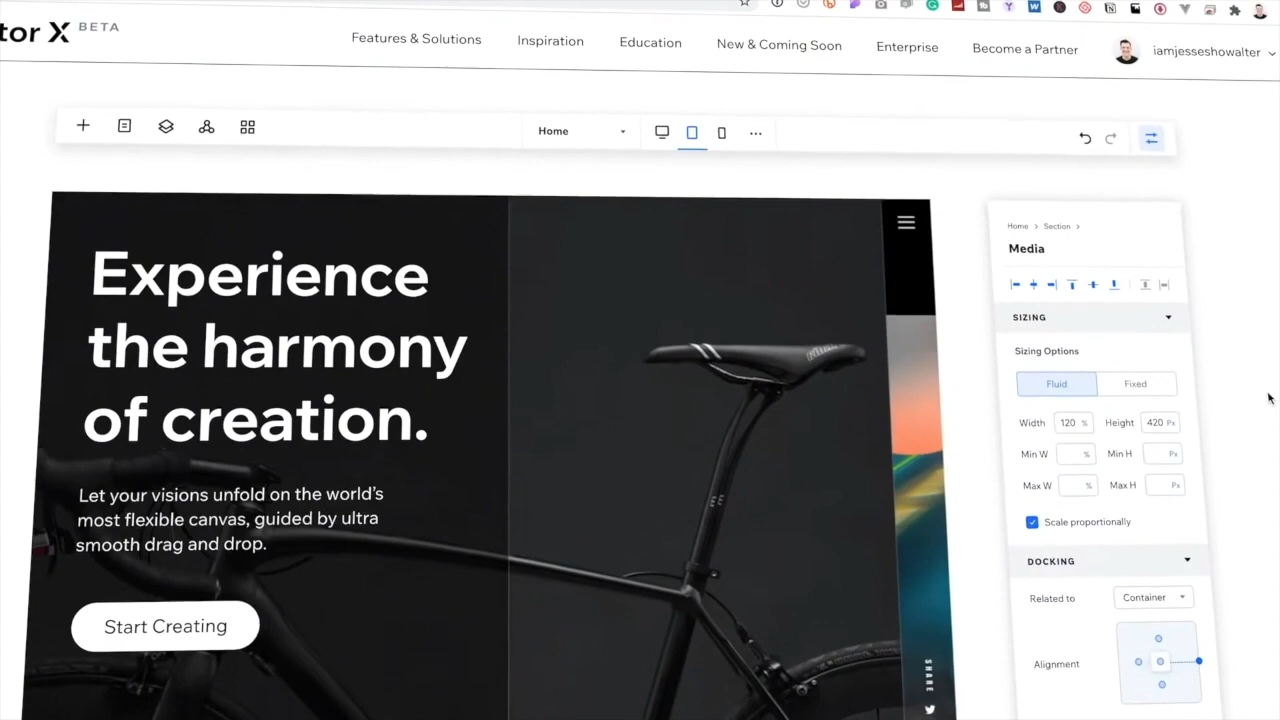 tor X BETA
Features & Solutions
Inspiration
Education
New & Coming Soon
Enterprise
Become a Partner
iamjesseshowalter
Home
Home > Section >
Media
SIZING
Sizing Options
Fluid
Fixed
Width 120 % Height 420 Px
Min W % Min H Px
Max W % Max H Px
Scale proportionally
DOCKING
Related to Container
Alignment
Experience
the harmony
of creation.
Let your visions unfold on the world's
most flexible canvas, guided by ultra
smooth drag and drop.
Start Creating
SHARE